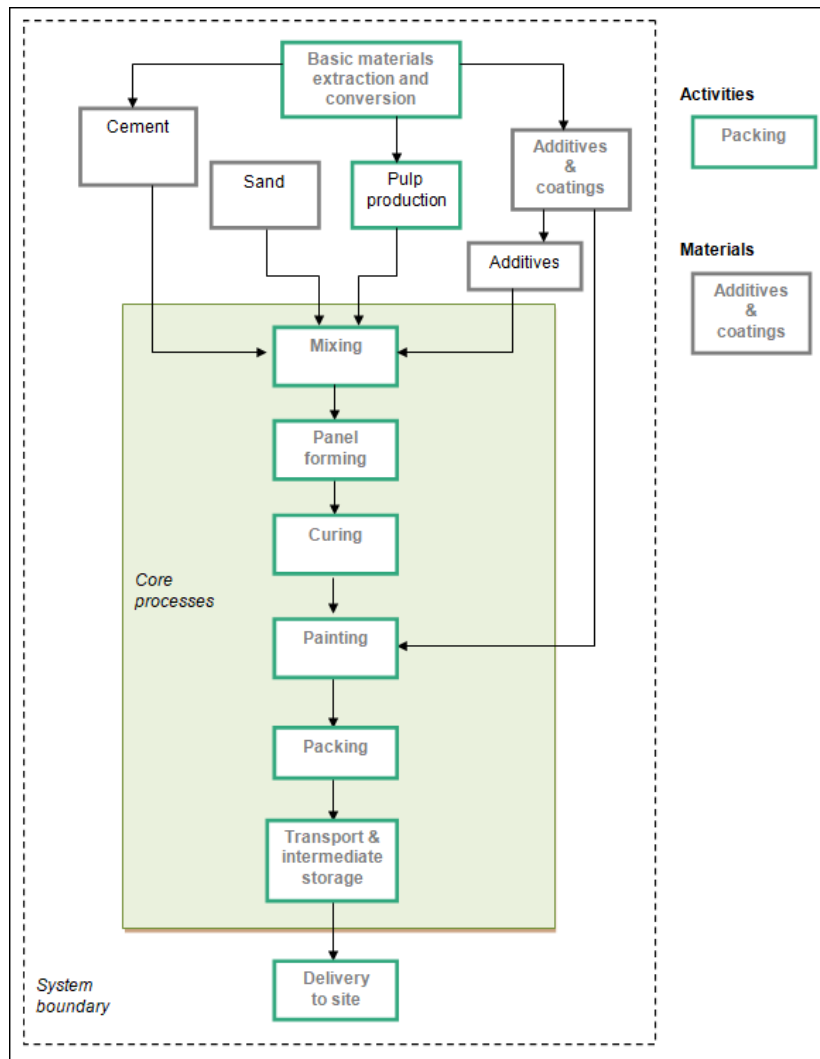 Basic materials
extraction and
conversion
Cement
Sand
Pulp
production
Additives
&
coatings
Additives
Mixing
Panel
forming
Curing
Core
processes
Painting
Packing
Transport &
intermediate
storage
Delivery
to site
System
boundary
Activities
Packing
Materials
Additives
&
coatings